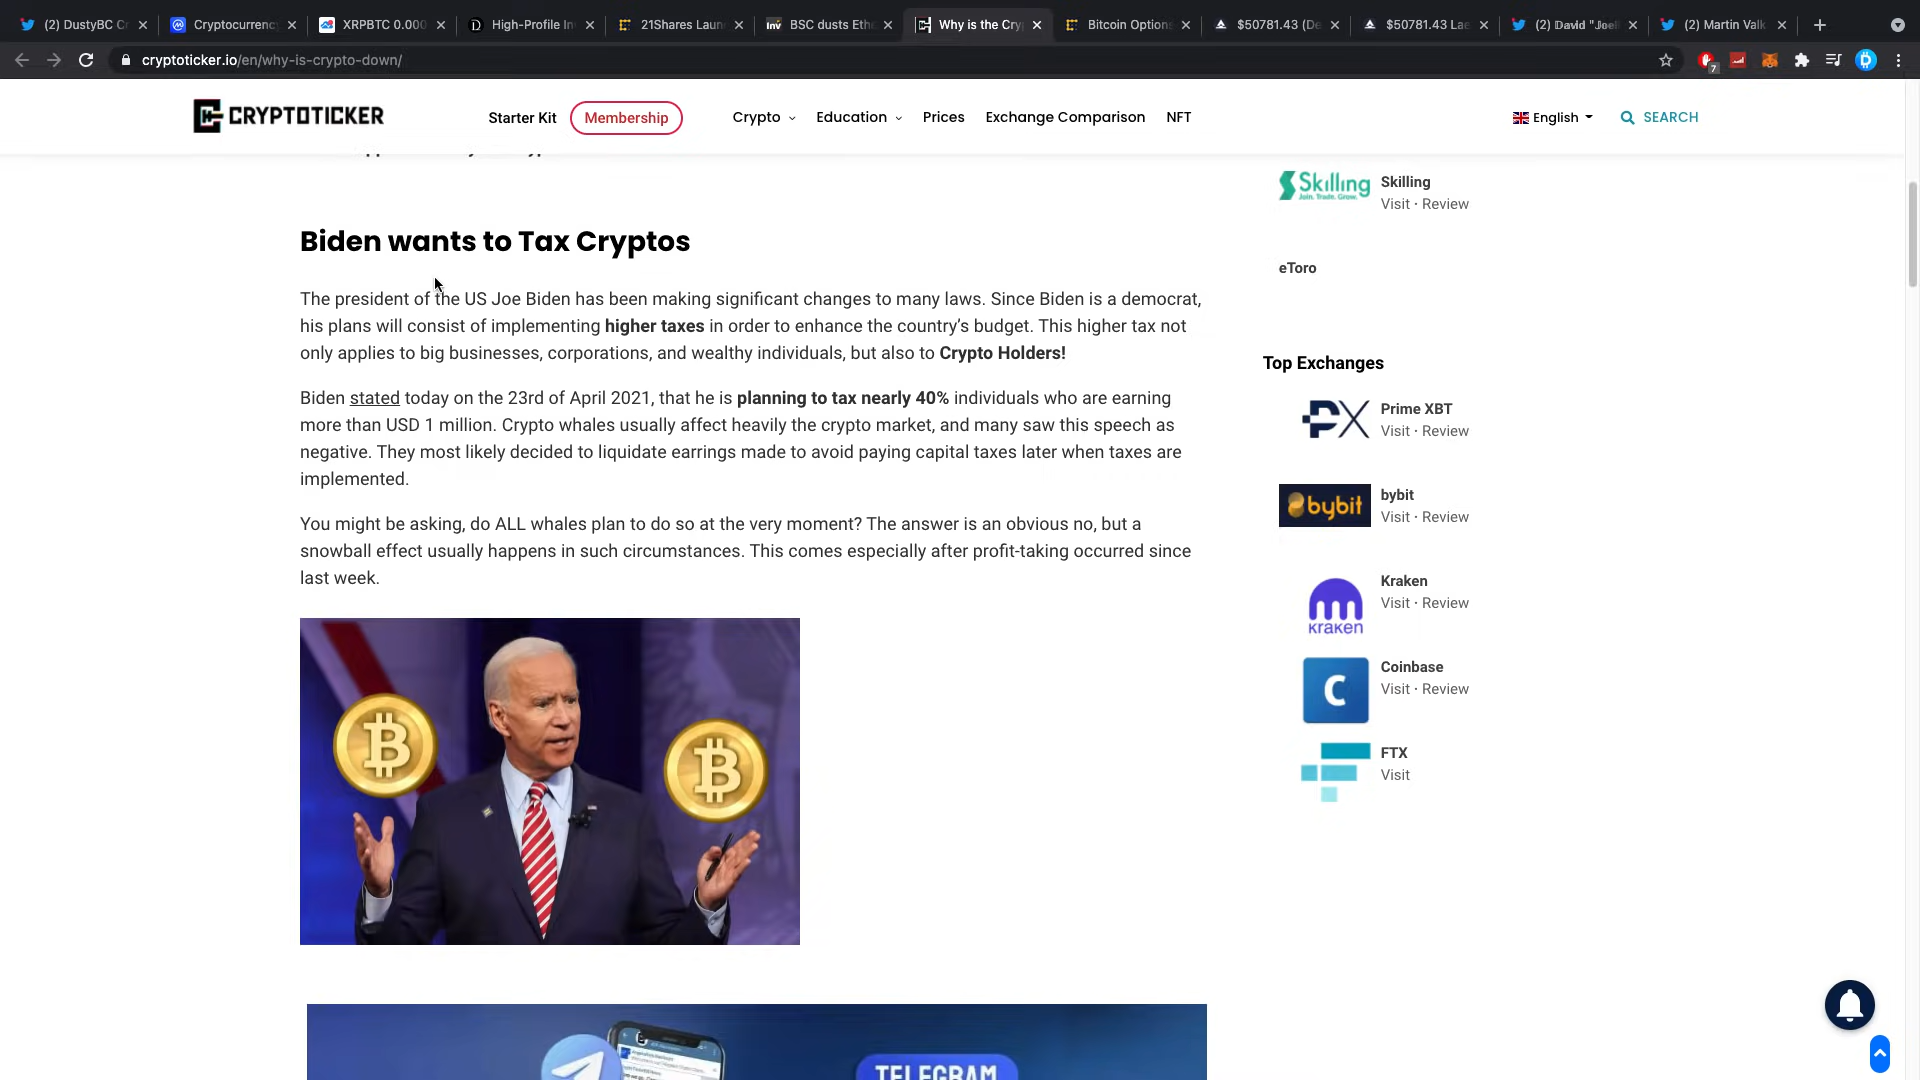 (2) DustyBC Cr
Cryptocurrenc
XRPBTC 0.000
High-Profile In
21Shares Laun
BSC dusts Eth
Why is the Cry
Bitcoin Option
$50781.43 (De
$50781.43 Lae
(2) David "Joel
(2) Martin Valk
cryptoticker.io/en/why-is-crypto-down/
7
CRYPTOTICKER
Starter Kit
Membership
Crypto
Education
Prices
Exchange Comparison
NFT
English
SEARCH
Biden wants to Tax Cryptos
The president of the US Joe Biden has been making significant changes to many laws. Since Biden is a democrat,
his plans will consist of implementing higher taxes in order to enhance the country's budget. This higher tax not
only applies to big businesses, corporations, and wealthy individuals, but also to Crypto Holders!
Biden stated today on the 23rd of April 2021, that he is planning to tax nearly 40% individuals who are earning
more than USD 1 million. Crypto whales usually affect heavily the crypto market, and many saw this speech as
negative. They most likely decided to liquidate earnings made to avoid paying capital taxes later when taxes are
implemented.
You might be asking, do ALL whales plan to do so at the very moment? The answer is an obvious no, but a
snowball effect usually happens in such circumstances. This comes especially after profit-taking occurred since
last week.
TELEGRAM
Skilling
Join. Trade. Grow.
Skilling
Visit · Review
eToro
Top Exchanges
PX
Prime XBT
Visit · Review
bybit
bybit
Visit · Review
KRAKEN
Kraken
Visit · Review
C
Coinbase
Visit · Review
FTX
Visit